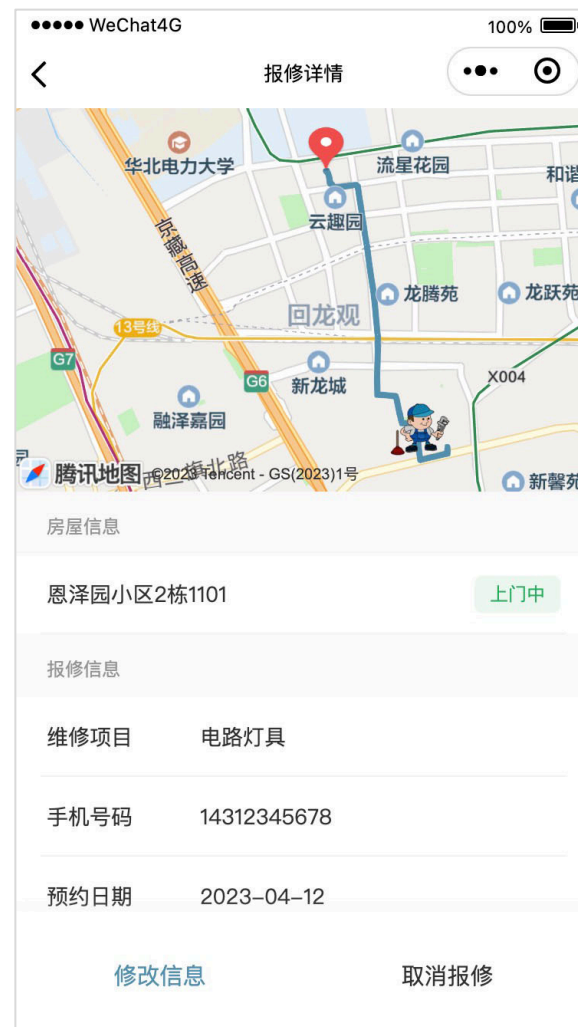 WeChat4G 100%
报修详情
华北电力大学
流星花园
和谐
云趣园
京藏高速
龙腾苑
龙跃苑
回龙观
13号线
G7
G6
新龙城
X004
融泽嘉园
腾讯地图 ©2023 Tencent - GS(2023)1号
西三旗北路
新馨苑
房屋信息
恩泽园小区2栋1101 上门中
报修信息
维修项目 电路灯具
手机号码 14312345678
预约日期 2023-04-12
修改信息 取消报修